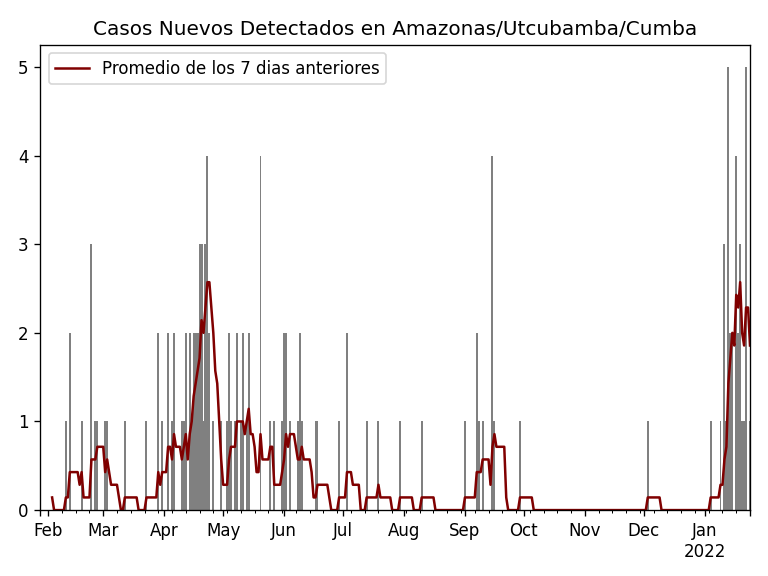 Casos Nuevos Detectados en Amazonas/Utcubamba/Cumba
Promedio de los 7 dias anteriores
5
4
3
2
1
0
Feb Mar Apr May Jun Jul Aug Sep Oct Nov Dec Jan
2022